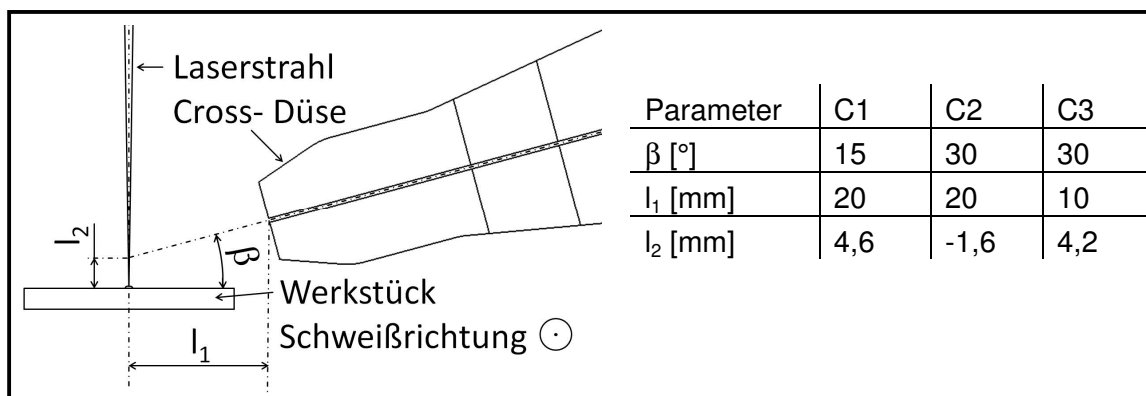 Laserstrahl
Cross- Düse
l₂
β
Werkstück
Schweißrichtung
l₁
Parameter C1 C2 C3
β [°] 15 30 30
l₁ [mm] 20 20 10
l₂ [mm] 4,6 -1,6 4,2